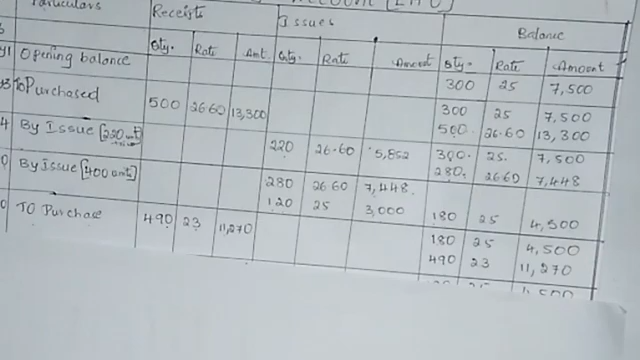 Particulars Receipts Issues Balance
Qty. Rate Amt. Qty. Rate Amount Qty. Rate Amount
Opening balance 300 25 7,500
To Purchased 500 26.60 13,300 300 25 7,500
500 26.60 13,300
By Issue [220 unit] 220 26.60 5,852 300 25 7,500
280 26.60 7,448
By Issue [400 unit] 280 26 60 7,448
120 25 3,000 180 25 4,500
TO Purchase 490 23 11,270 180 25 4,500
490 23 11,270